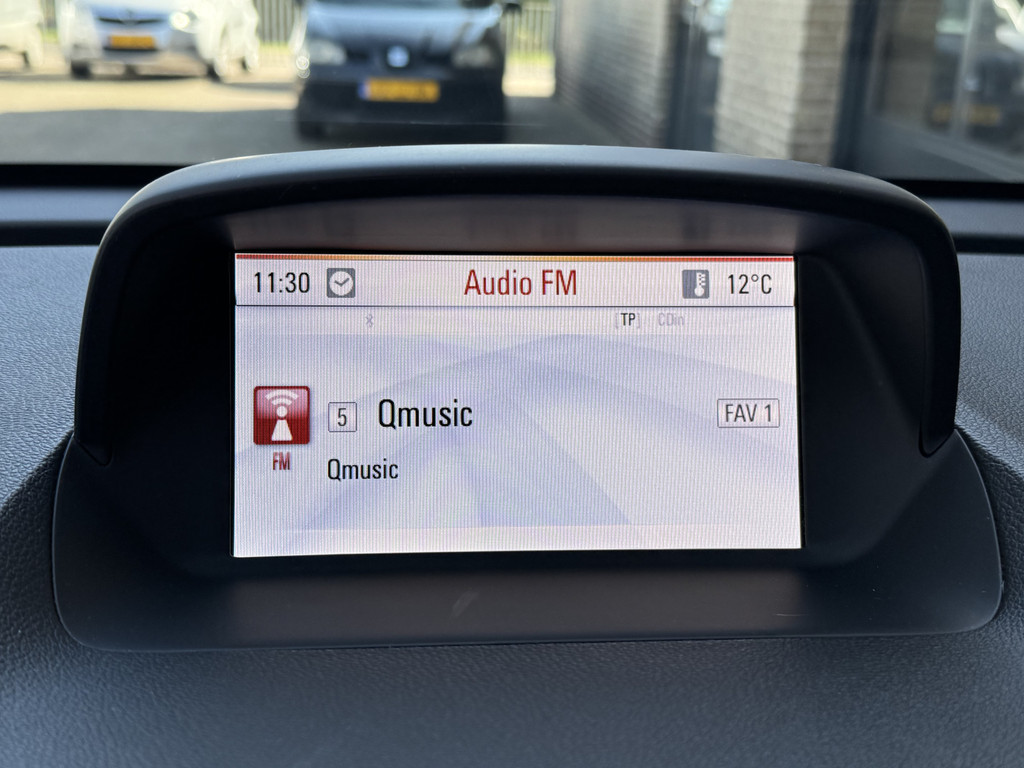 11:30 Audio FM 12°C
[TP] CDin
5 Qmusic FAV 1
FM
Qmusic